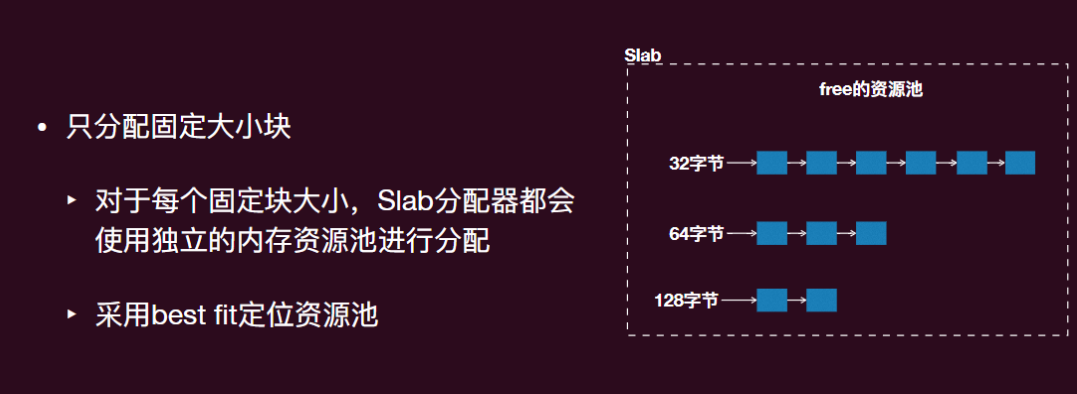 • 只分配固定大小块
‣ 对于每个固定块大小，Slab分配器都会
使用独立的内存资源池进行分配
‣ 采用best fit定位资源池
Slab
free的资源池
32字节
64字节
128字节